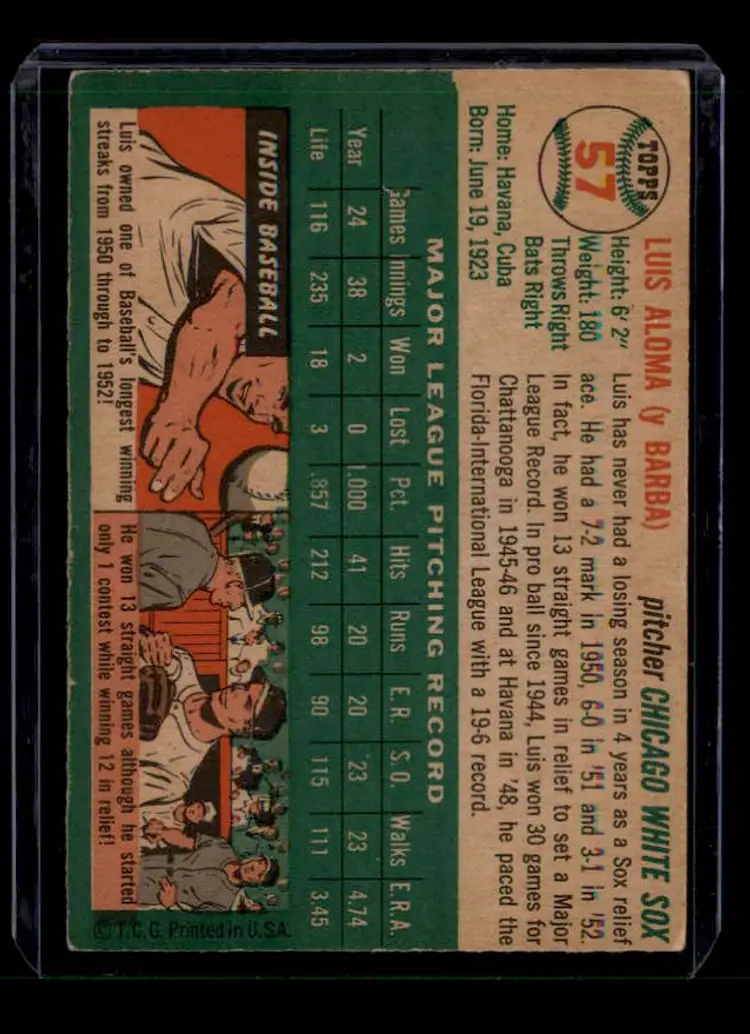 TOPPS
57
LUIS ALOMA (y BARBA)
pitcher CHICAGO WHITE SOX
Height: 6' 2"
Weight: 180
Throws Right
Bats Right
Home: Havana, Cuba
Born: June 19, 1923
Luis has never had a losing season in 4 years as a Sox relief
ace. He had a 7-2 mark in 1950, 6-0 in '51 and 3-1 in '52.
In fact, he won 13 straight games in relief to set a Major
League Record. In pro ball since 1944, Luis won 30 games for
Chattanooga in 1945-46 and at Havana in '48, he paced the
Florida-International League with a 19-6 record.
MAJOR LEAGUE PITCHING RECORD
Games Innings Won Lost Pct. Hits Runs E.R. S.O. Walks E.R.A.
Year 24 38 2 0 1.000 41 20 20 23 23 4.74
Life 116 235 18 3 .857 212 98 90 115 111 3.45
INSIDE BASEBALL
Luis owned one of Baseball's longest winning
streaks from 1950 through to 1952!
He won 13 straight games although he started
only 1 contest while winning 12 in relief!
© T.C.G. Printed in U.S.A.